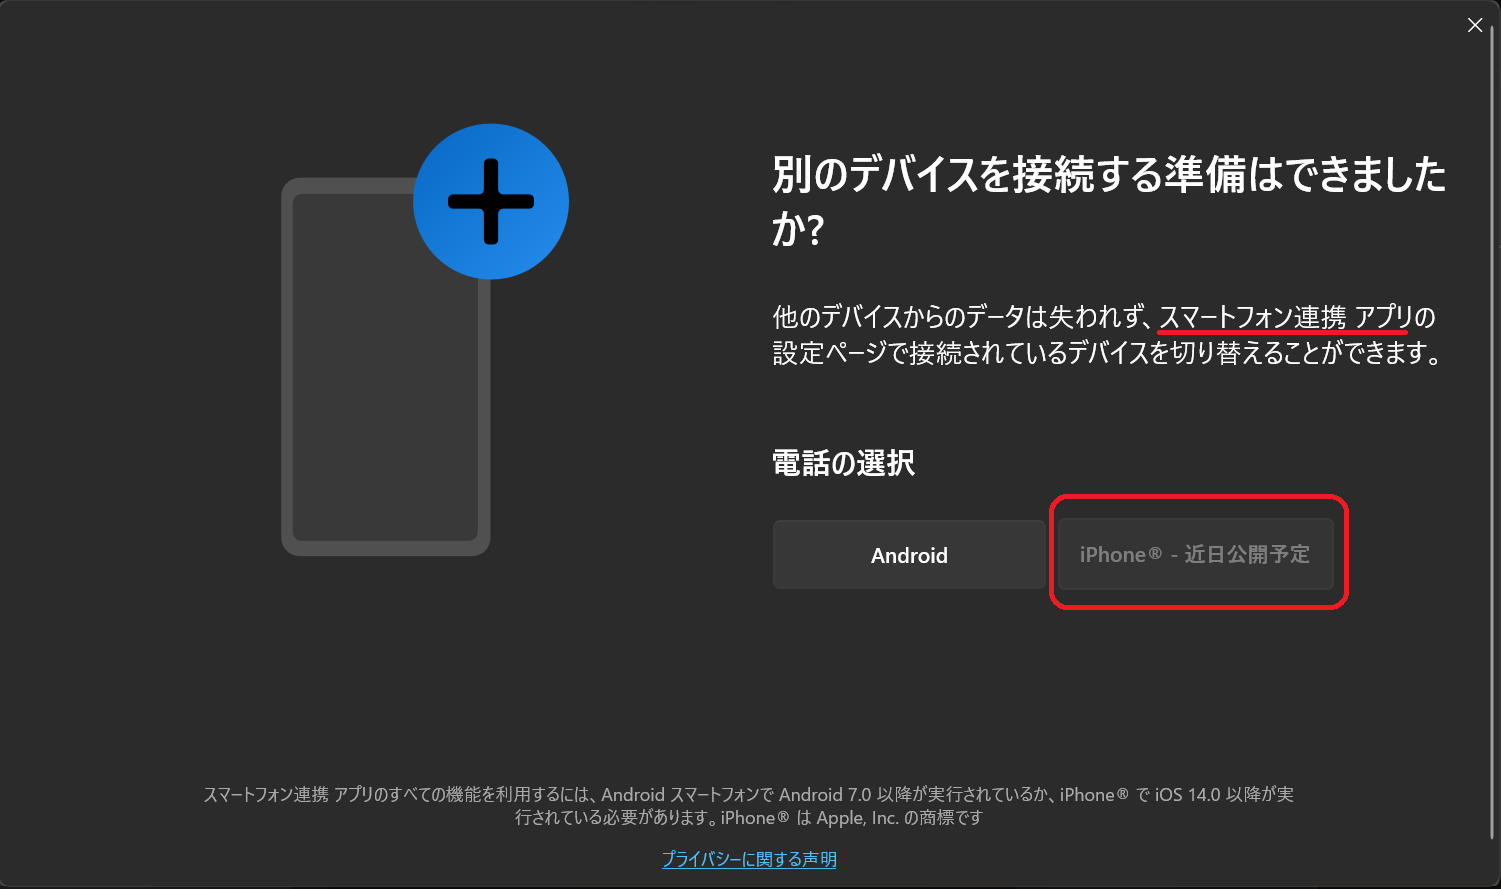 別のデバイスを接続する準備はできました
か?
他のデバイスからのデータは失われず、スマートフォン連携 アプリの
設定ページで接続されているデバイスを切り替えることができます。
電話の選択
Android
iPhone® - 近日公開予定
スマートフォン連携 アプリのすべての機能を利用するには、Android スマートフォンで Android 7.0 以降が実行されているか、iPhone® で iOS 14.0 以降が実
行されている必要があります。iPhone® は Apple, Inc. の商標です
プライバシーに関する声明